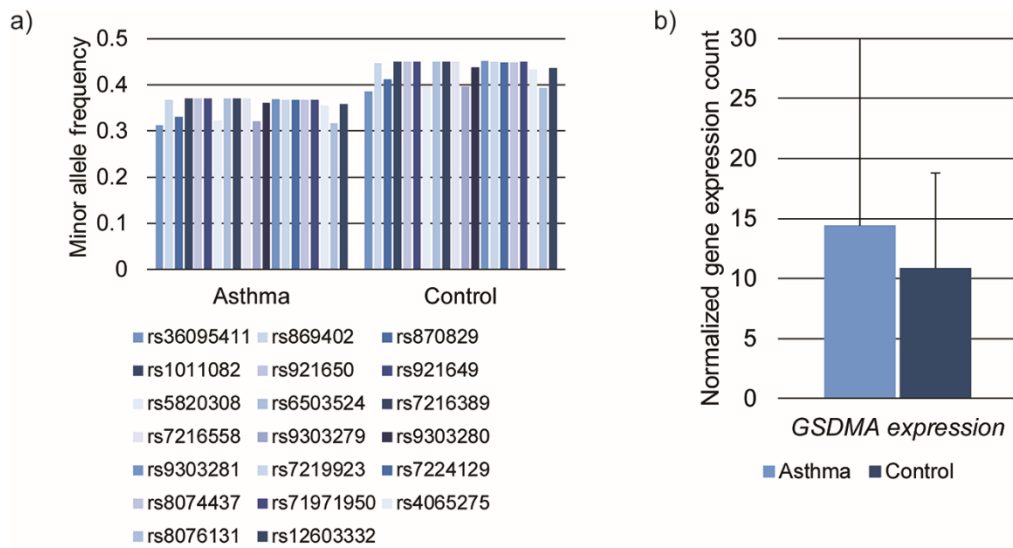 a)
Minor allele frequency
0.5
0.4
0.3
0.2
0.1
0
Asthma Control
rs36095411 rs869402 rs870829
rs1011082 rs921650 rs921649
rs5820308 rs6503524 rs7216389
rs7216558 rs9303279 rs9303280
rs9303281 rs7219923 rs7224129
rs8074437 rs71971950 rs4065275
rs8076131 rs12603332
b)
Normalized gene expression count
30
25
20
15
10
5
0
GSDMA expression
Asthma Control